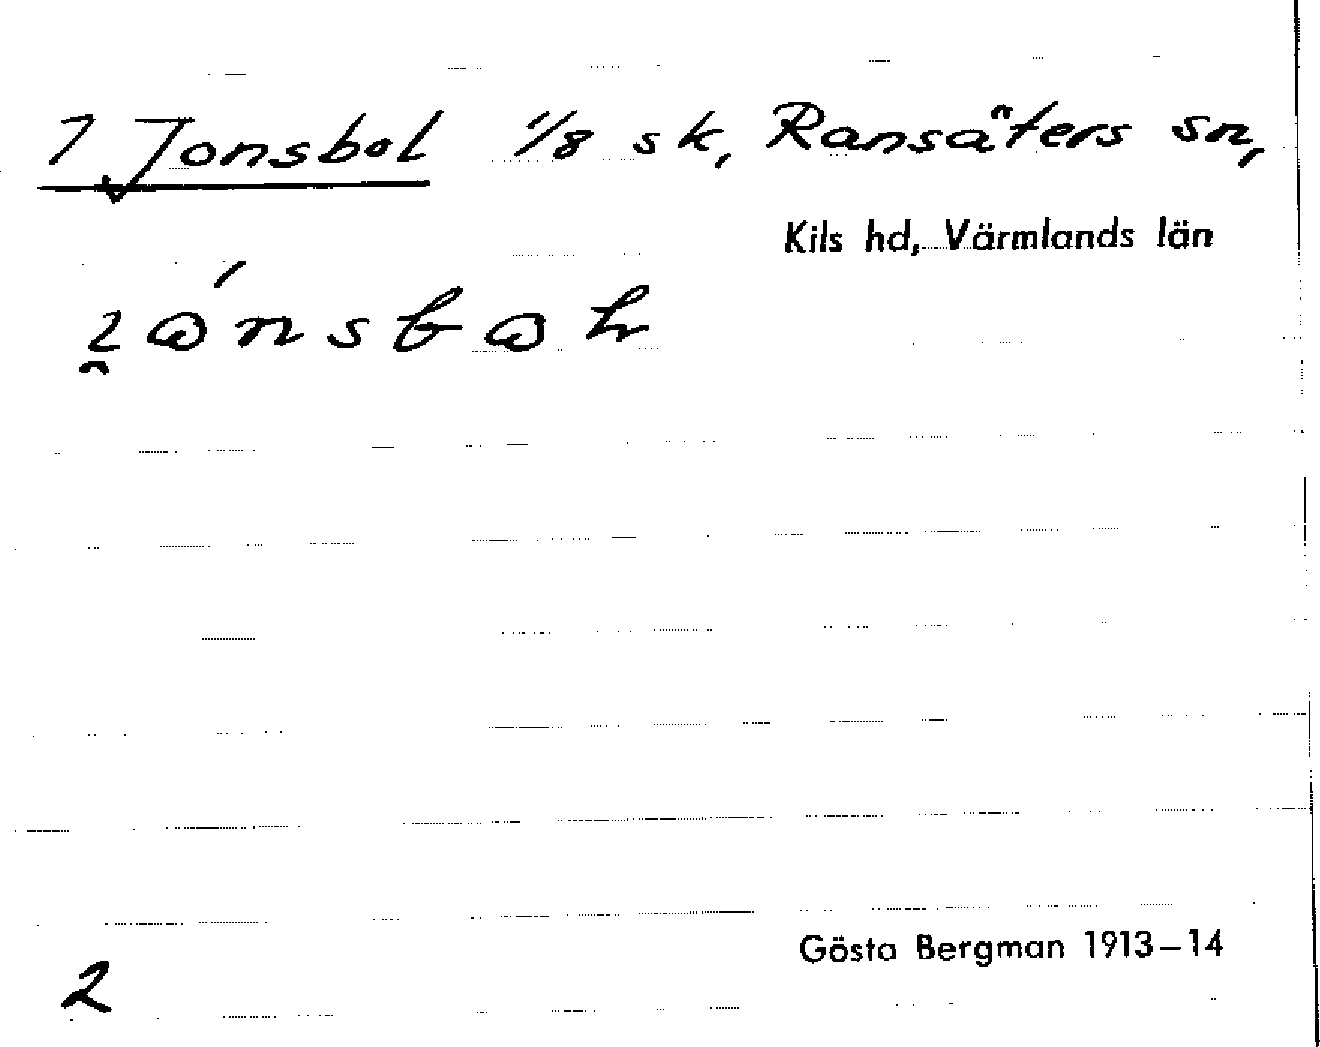 1 Jonsbol 1/8 sk, Ransäters sn,
Kils hd, Värmlands län
Gösta Bergman 1913–14
2